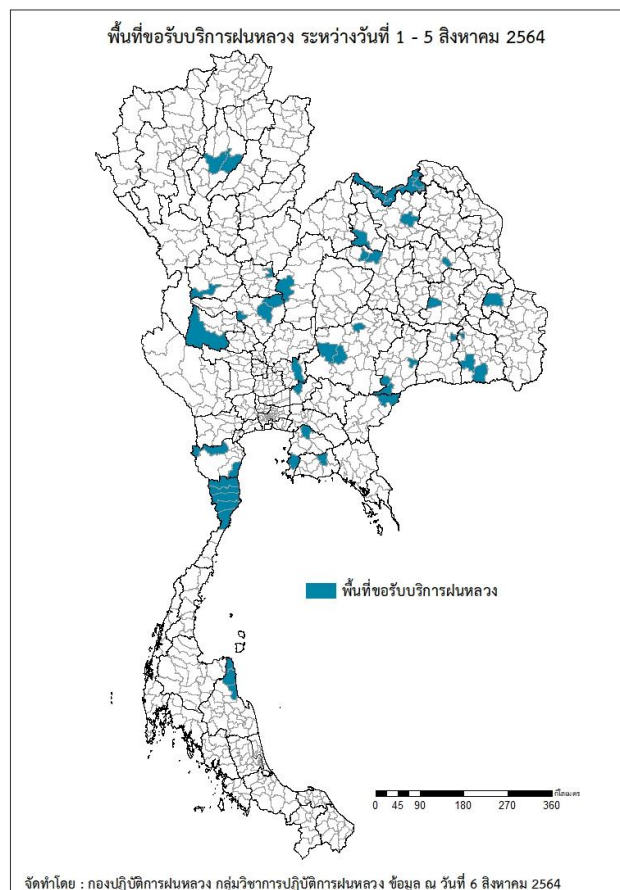 พื้นที่ขอรับบริการฝนหลวง ระหว่างวันที่ 1 - 5 สิงหาคม 2564
พื้นที่ขอรับบริการฝนหลวง
กิโลเมตร
0 45 90 180 270 360
จัดทำโดย : กองปฏิบัติการฝนหลวง กลุ่มวิชาการปฏิบัติการฝนหลวง ข้อมูล ณ วันที่ 6 สิงหาคม 2564